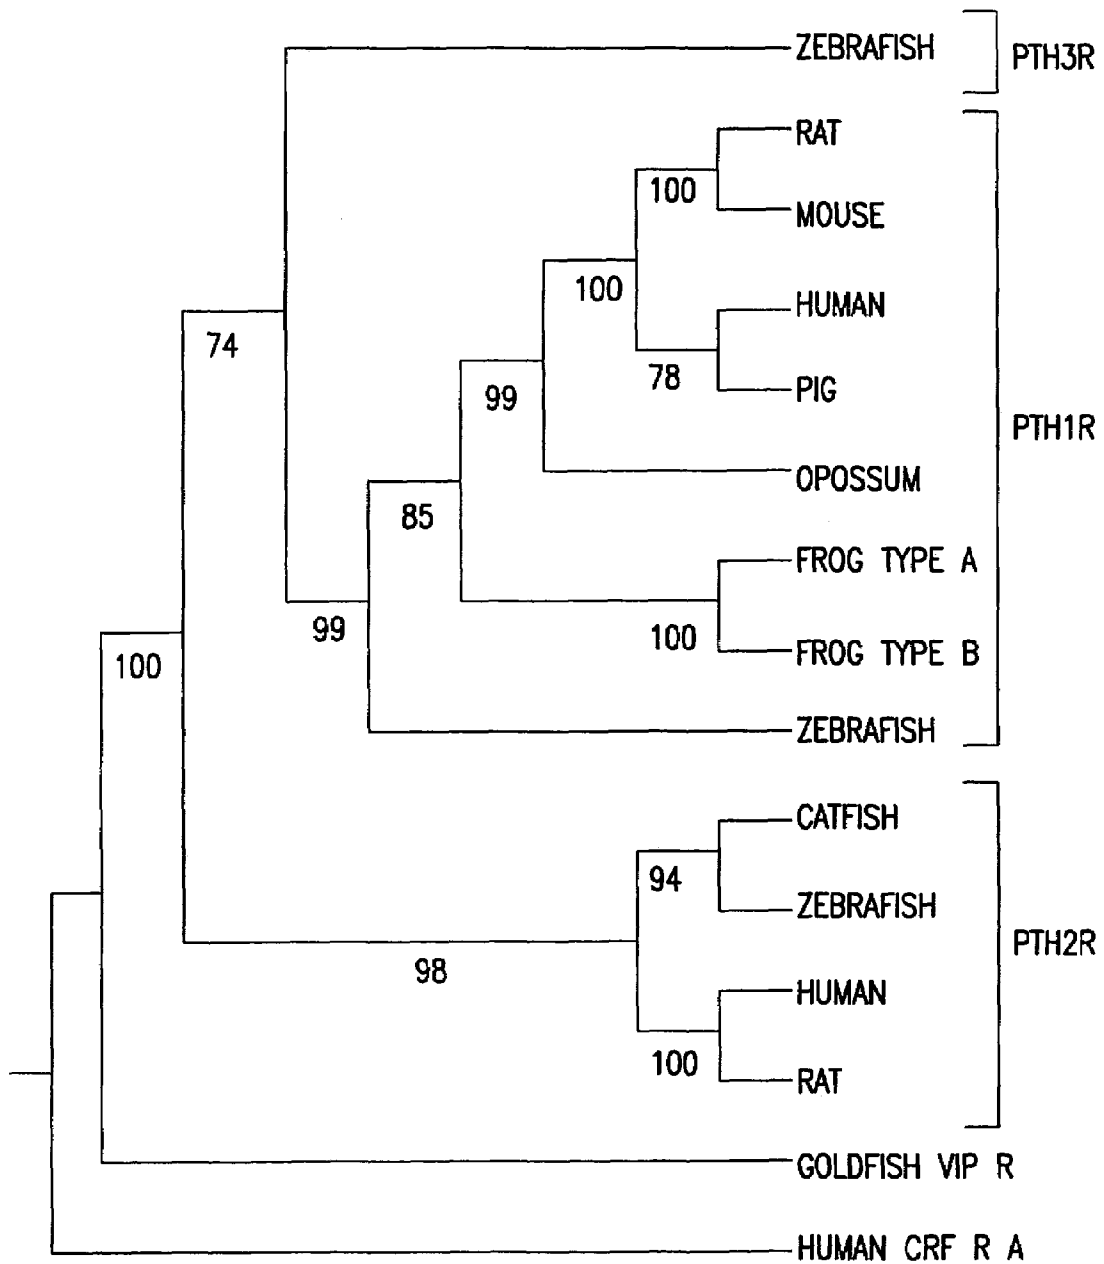 ZEBRAFISH
PTH3R
RAT
100
MOUSE
100
HUMAN
74
78
PIG
99
PTH1R
OPOSSUM
85
FROG TYPE A
99
100
FROG TYPE B
100
ZEBRAFISH
CATFISH
94
ZEBRAFISH
PTH2R
98
HUMAN
100
RAT
GOLDFISH VIP R
HUMAN CRF R A